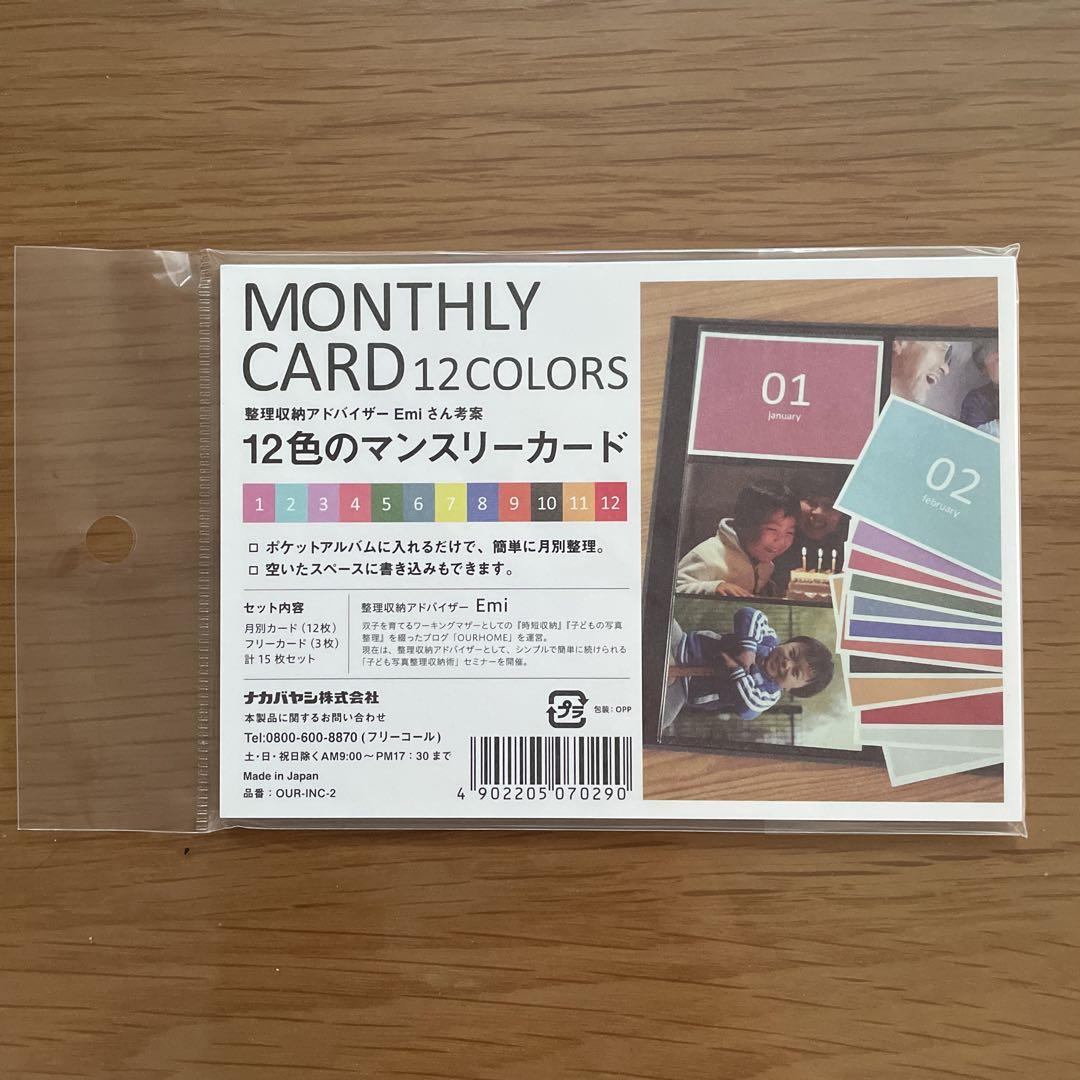 MONTHLY
CARD 12 COLORS
整理収納アドバイザー Emi さん考案
12色のマンスリーカード
1 2 3 4 5 6 7 8 9 10 11 12
□ ポケットアルバムに入れるだけで、簡単に月別整理。
□ 空いたスペースに書き込みもできます。
セット内容
月別カード（12枚）
フリーカード（3枚）
計 15 枚セット
整理収納アドバイザー Emi
双子を育てるワーキングマザーとしての『時短収納』『子どもの写真
整理』を綴ったブログ「OURHOME」を運営。
現在は、整理収納アドバイザーとして、シンプルで簡単に続けられる
「子ども写真整理収納術」セミナーを開催。
ナカバヤシ株式会社
本製品に関するお問い合わせ
Tel:0800-600-8870 (フリーコール)
土・日・祝日除くAM9:00～PM17：30まで
Made in Japan
品番：OUR-INC-2
プラ
包装：OPP
4 902205 070290
01
january
02
february